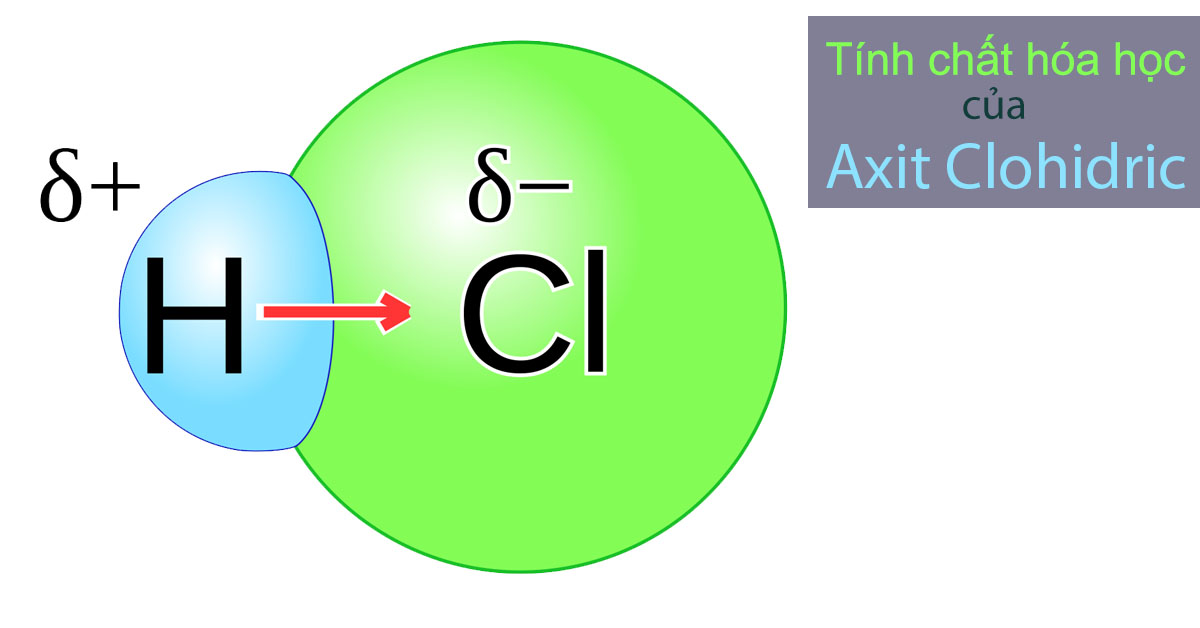 Tính chất hóa học
của
Axit Clohidric
δ+
δ−
H
Cl